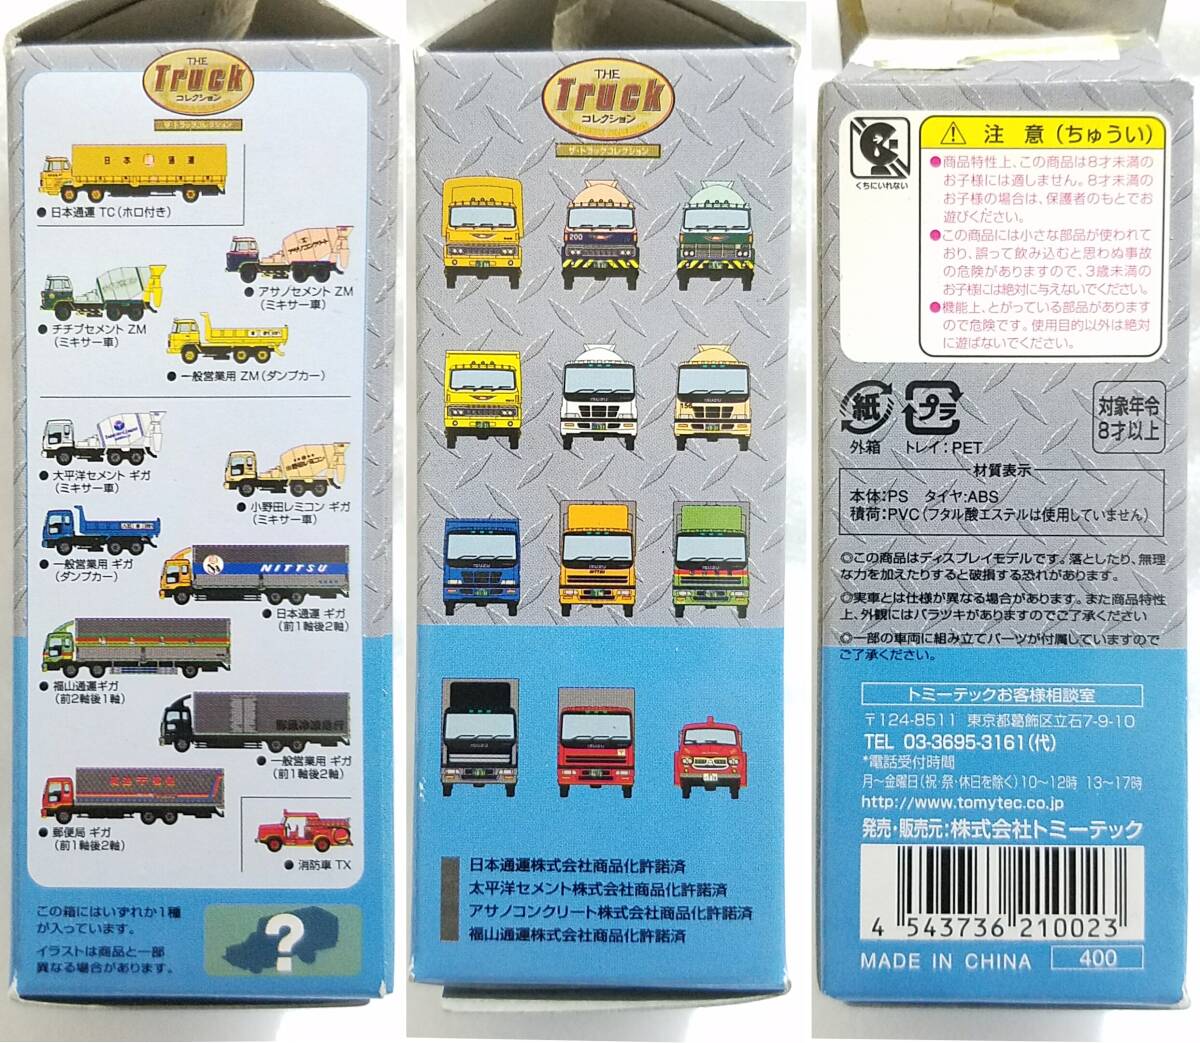 THE
Truck
コレクション
ザ・トラックコレクション
日本通運
● 日本通運 TC(ホロ付き)
● アサノセメント ZM
(ミキサー車)
● チチブセメント ZM
(ミキサー車)
● 一般営業用 ZM(ダンプカー)
● 太平洋セメント ギガ
(ミキサー車)
● 小野田レミコン ギガ
(ミキサー車)
● 一般営業用 ギガ
(ダンプカー)
NITTSU
● 日本通運 ギガ
(前1軸後2軸)
● 福山通運ギガ
(前2軸後1軸)
● 一般営業用 ギガ
(前1軸後2軸)
● 郵便局 ギガ
(前1軸後2軸)
● 消防車 TX
この箱にはいずれか1種
が入っています。
イラストは商品と一部
異なる場合があります。
?
THE
Truck
コレクション
ザ・トラックコレクション
200
ISUZU
ISUZU
ISUZU
ISUZU
NITTSU
ISUZU
ISUZU
ISUZU
日本通運株式会社商品化許諾済
太平洋セメント株式会社商品化許諾済
アサノコンクリート株式会社商品化許諾済
福山通運株式会社商品化許諾済
くちにいれない
注 意(ちゅうい)
●商品特性上、この商品は8才未満の
お子様には適しません。8才未満の
お子様の場合は、保護者のもとでお
遊びください。
●この商品には小さな部品が使われて
おり、誤って飲み込むと思わぬ事故
の危険がありますので、3歳未満の
お子様には絶対に与えないでください。
●機能上、とがっている部品があります
ので危険です。使用目的以外は絶対
に遊ばないでください。
紙
プラ
外箱 トレイ:PET
対象年令
8才以上
材質表示
本体:PS タイヤ:ABS
積荷:PVC(フタル酸エステルは使用していません)
◎この商品はディスプレイモデルです。落としたり、無理
な力を加えたりすると破損する恐れがあります。
◎実車とは仕様が異なる場合があります。また商品特性
上、外観にはバラツキがありますのでご了承ください
◎一部の車両に組み立てパーツが付属していますので
ご了承ください。
トミーテックお客様相談室
〒124-8511 東京都葛飾区立石7-9-10
TEL 03-3695-3161(代)
*電話受付時間
月〜金曜日(祝・祭・休日を除く)10〜12時 13〜17時
http://www.tomytec.co.jp
発売・販売元:株式会社トミーテック
4 543736 210023
MADE IN CHINA 400